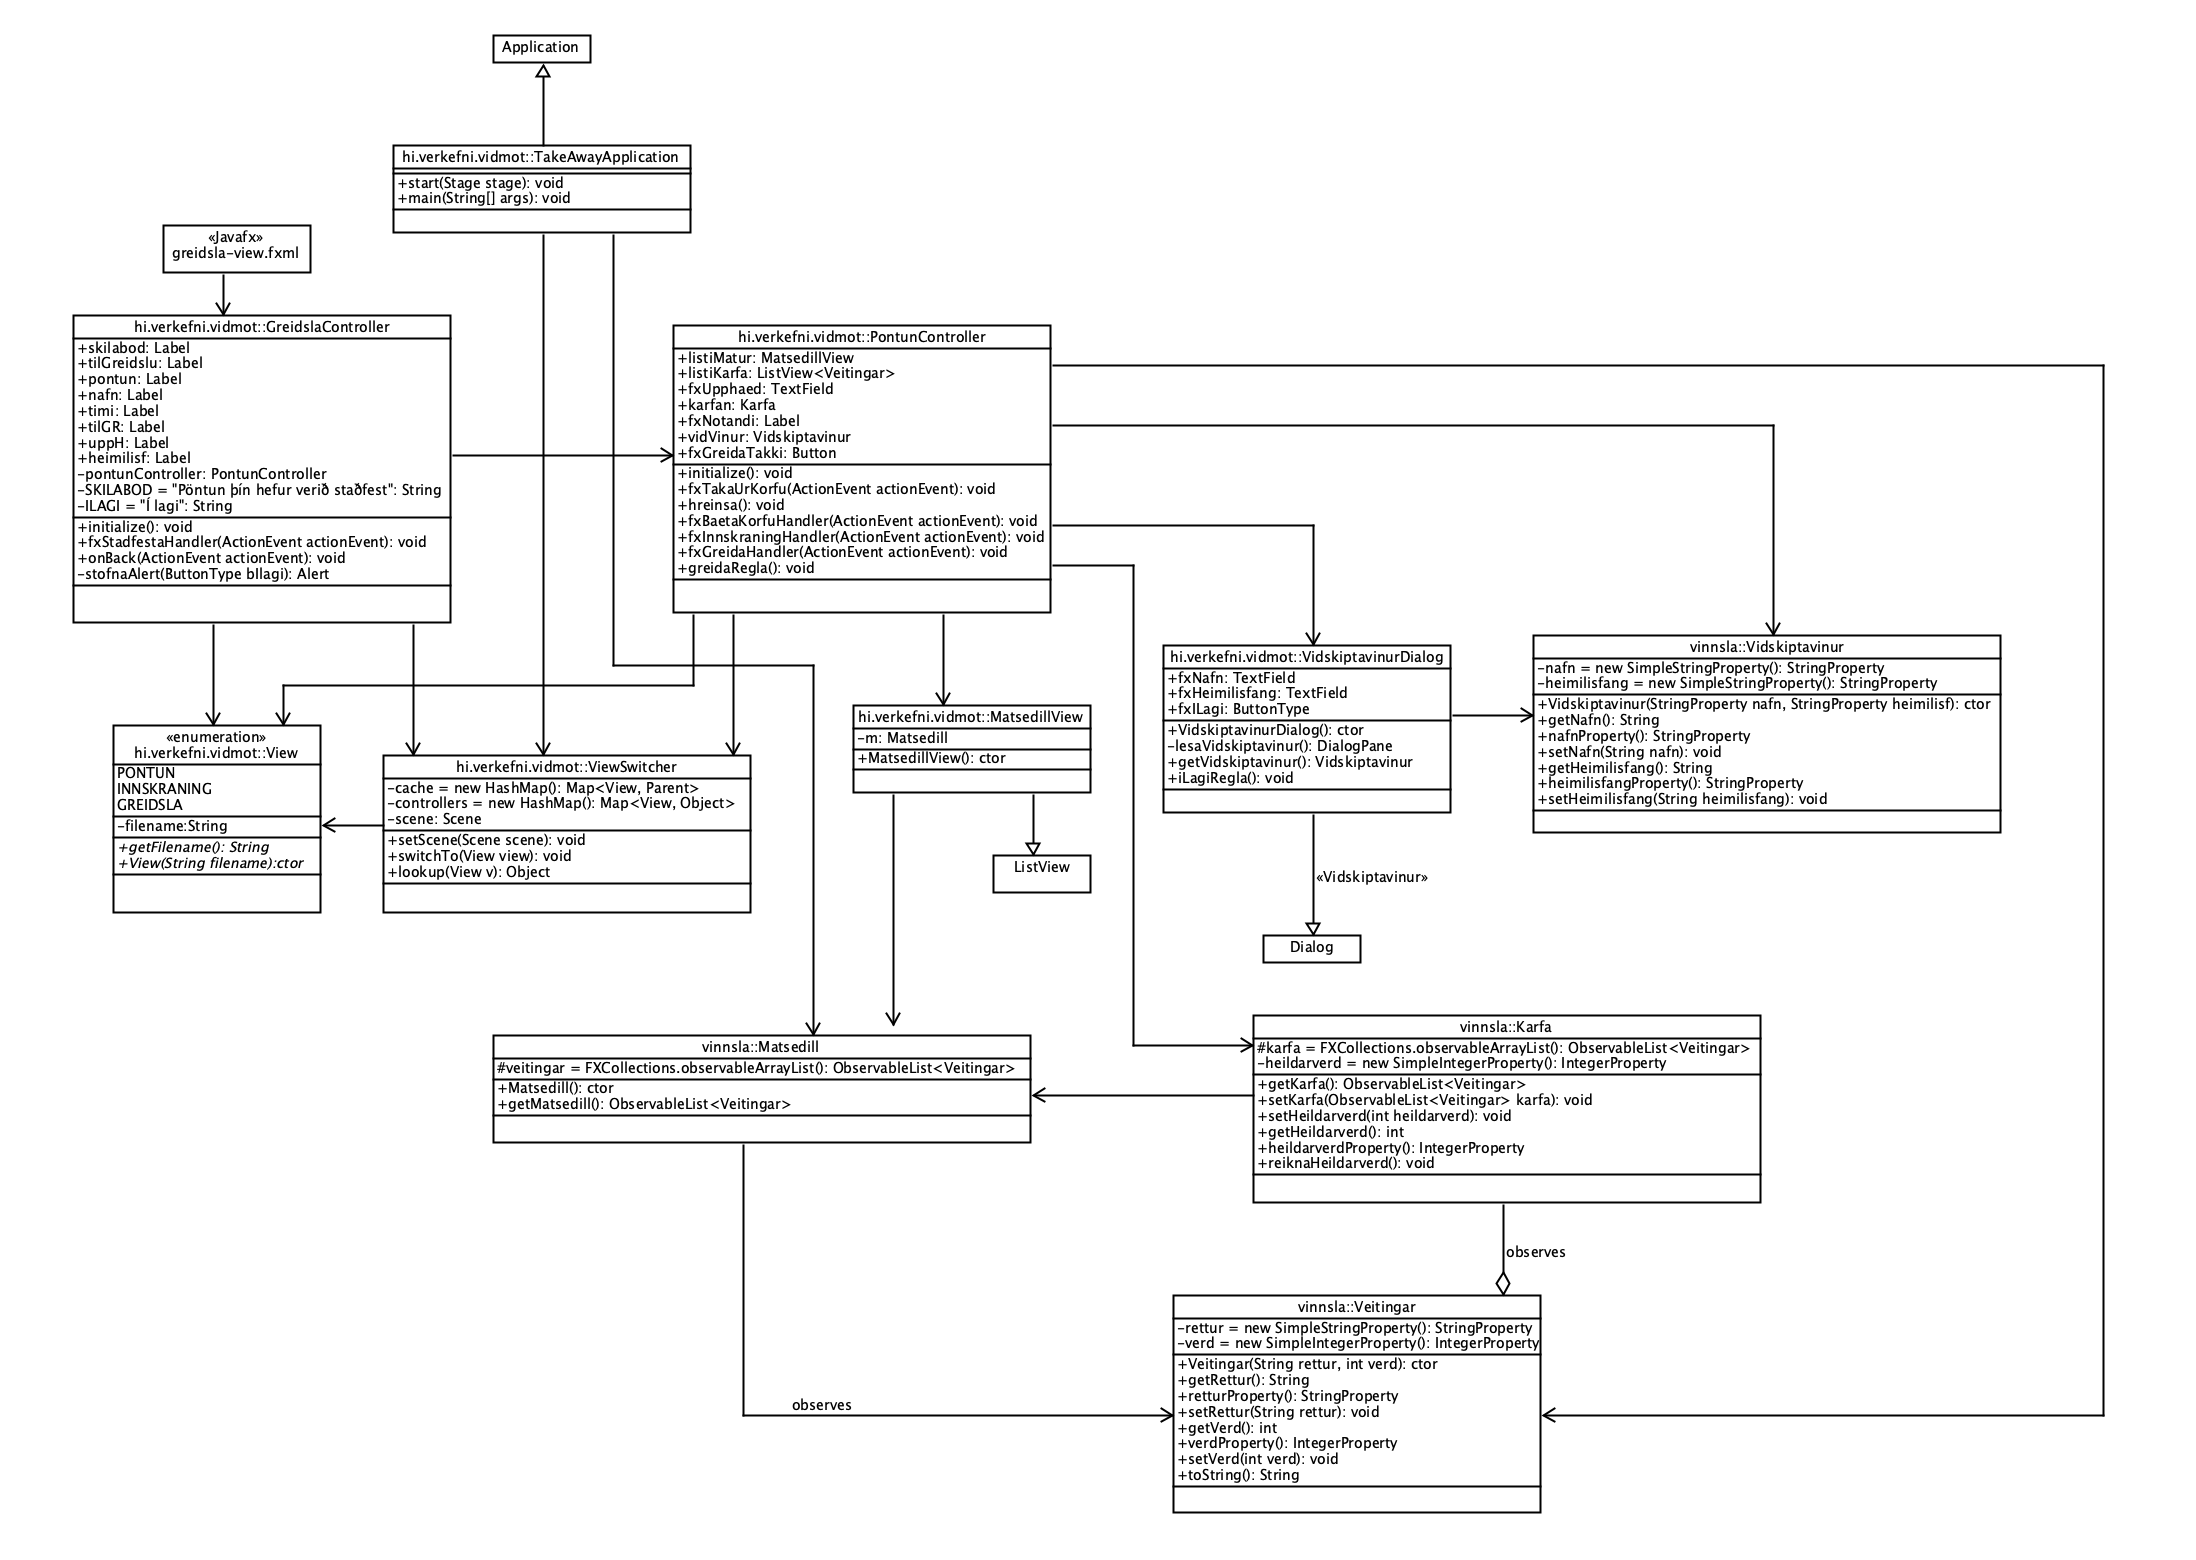 Application
hi.verkefni.vidmot::TakeAwayApplication
+start(Stage stage): void
+main(String[] args): void
«Javafx»
greidsla-view.fxml
hi.verkefni.vidmot::GreidslaController
+skilabod: Label
+tilGreidslu: Label
+pontun: Label
+nafn: Label
+timi: Label
+tilGR: Label
+uppH: Label
+heimilisf: Label
-pontunController: PontunController
-SKILABOD = "Pöntun þín hefur verið staðfest": String
-ILAGI = "Í lagi": String
+initialize(): void
+fxStadfestaHandler(ActionEvent actionEvent): void
+onBack(ActionEvent actionEvent): void
-stofnaAlert(ButtonType bIlagi): Alert
hi.verkefni.vidmot::PontunController
+listiMatur: MatsedillView
+listiKarfa: ListView<Veitingar>
+fxUpphaed: TextField
+karfan: Karfa
+fxNotandi: Label
+vidVinur: Vidskiptavinur
+fxGreidaTakki: Button
+initialize(): void
+fxTakaUrKorfu(ActionEvent actionEvent): void
+hreinsa(): void
+fxBaetaKorfuHandler(ActionEvent actionEvent): void
+fxInnskraningHandler(ActionEvent actionEvent): void
+fxGreidaHandler(ActionEvent actionEvent): void
+greidaRegla(): void
hi.verkefni.vidmot::VidskiptavinurDialog
+fxNafn: TextField
+fxHeimilisfang: TextField
+fxILagi: ButtonType
+VidskiptavinurDialog(): ctor
-lesaVidskiptavinur(): DialogPane
+getVidskiptavinur(): Vidskiptavinur
+iLagiRegla(): void
vinnsla::Vidskiptavinur
-nafn = new SimpleStringProperty(): StringProperty
-heimilisfang = new SimpleStringProperty(): StringProperty
+Vidskiptavinur(StringProperty nafn, StringProperty heimilisf): ctor
+getNafn(): String
+nafnProperty(): StringProperty
+setNafn(String nafn): void
+getHeimilisfang(): String
+heimilisfangProperty(): StringProperty
+setHeimilisfang(String heimilisfang): void
«enumeration»
hi.verkefni.vidmot::View
PONTUN
INNSKRANING
GREIDSLA
-filename:String
+getFilename(): String
+View(String filename):ctor
hi.verkefni.vidmot::ViewSwitcher
-cache = new HashMap(): Map<View, Parent>
-controllers = new HashMap(): Map<View, Object>
-scene: Scene
+setScene(Scene scene): void
+switchTo(View view): void
+lookup(View v): Object
hi.verkefni.vidmot::MatsedillView
-m: Matsedill
+MatsedillView(): ctor
ListView
«Vidskiptavinur»
Dialog
vinnsla::Matsedill
#veitingar = FXCollections.observableArrayList(): ObservableList<Veitingar>
+Matsedill(): ctor
+getMatsedill(): ObservableList<Veitingar>
vinnsla::Karfa
#karfa = FXCollections.observableArrayList(): ObservableList<Veitingar>
-heildarverd = new SimpleIntegerProperty(): IntegerProperty
+getKarfa(): ObservableList<Veitingar>
+setKarfa(ObservableList<Veitingar> karfa): void
+setHeildarverd(int heildarverd): void
+getHeildarverd(): int
+heildarverdProperty(): IntegerProperty
+reiknaHeildarverd(): void
observes
observes
vinnsla::Veitingar
-rettur = new SimpleStringProperty(): StringProperty
-verd = new SimpleIntegerProperty(): IntegerProperty
+Veitingar(String rettur, int verd): ctor
+getRettur(): String
+retturProperty(): StringProperty
+setRettur(String rettur): void
+getVerd(): int
+verdProperty(): IntegerProperty
+setVerd(int verd): void
+toString(): String